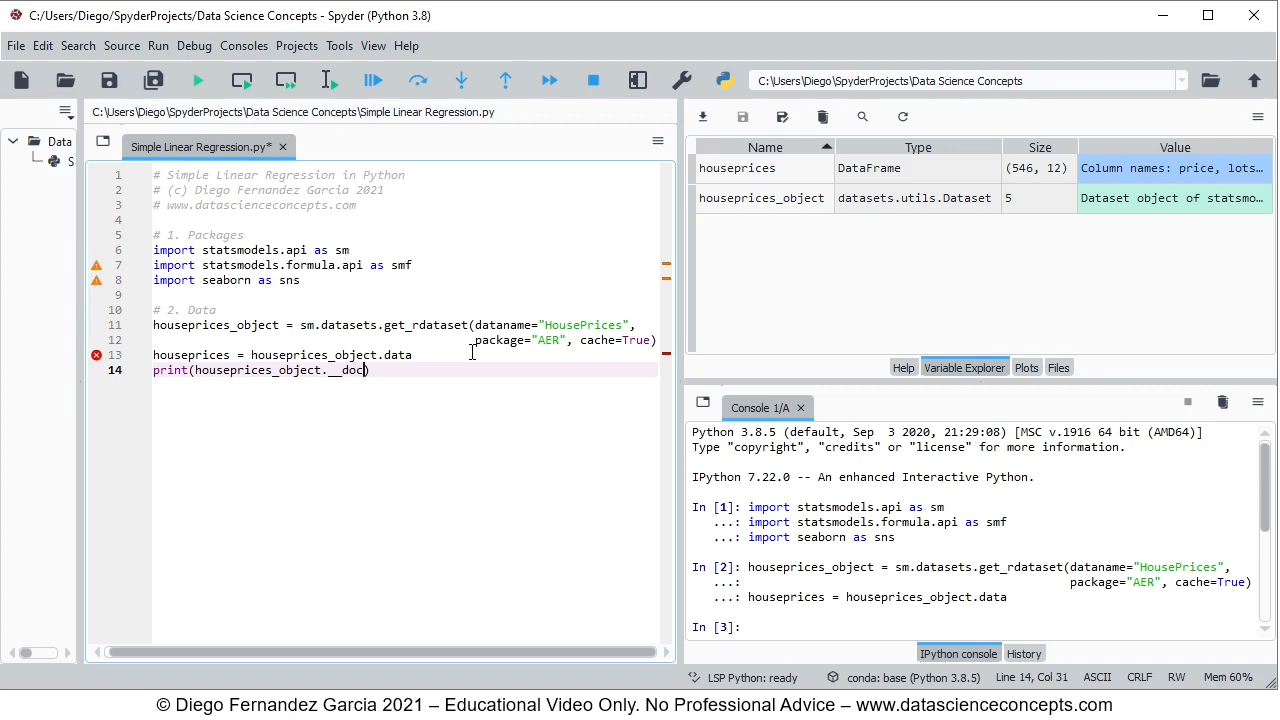 C:/Users/Diego/SpyderProjects/Data Science Concepts - Spyder (Python 3.8)
File Edit Search Source Run Debug Consoles Projects Tools View Help
C:\Users\Diego\SpyderProjects\Data Science Concepts
C:\Users\Diego\SpyderProjects\Data Science Concepts\Simple Linear Regression.py
Data
S
Simple Linear Regression.py*
1 # Simple Linear Regression in Python
2 # (c) Diego Fernandez Garcia 2021
3 # www.datascienceconcepts.com
4
5 # 1. Packages
6 import statsmodels.api as sm
7 import statsmodels.formula.api as smf
8 import seaborn as sns
9
10 # 2. Data
11 houseprices_object = sm.datasets.get_rdataset(dataname="HousePrices",
12 package="AER", cache=True)
13 houseprices = houseprices_object.data
14 print(houseprices_object.__doc)
Name Type Size Value
houseprices DataFrame (546, 12) Column names: price, lots…
houseprices_object datasets.utils.Dataset 5 Dataset object of statsmo…
Help Variable Explorer Plots Files
Console 1/A
Python 3.8.5 (default, Sep  3 2020, 21:29:08) [MSC v.1916 64 bit (AMD64)]
Type "copyright", "credits" or "license" for more information.
IPython 7.22.0 -- An enhanced Interactive Python.
In [1]: import statsmodels.api as sm
...: import statsmodels.formula.api as smf
...: import seaborn as sns
In [2]: houseprices_object = sm.datasets.get_rdataset(dataname="HousePrices",
...: package="AER", cache=True)
...: houseprices = houseprices_object.data
In [3]:
IPython console History
LSP Python: ready conda: base (Python 3.8.5) Line 14, Col 31 ASCII CRLF RW Mem 60%
© Diego Fernandez Garcia 2021 – Educational Video Only. No Professional Advice – www.datascienceconcepts.com